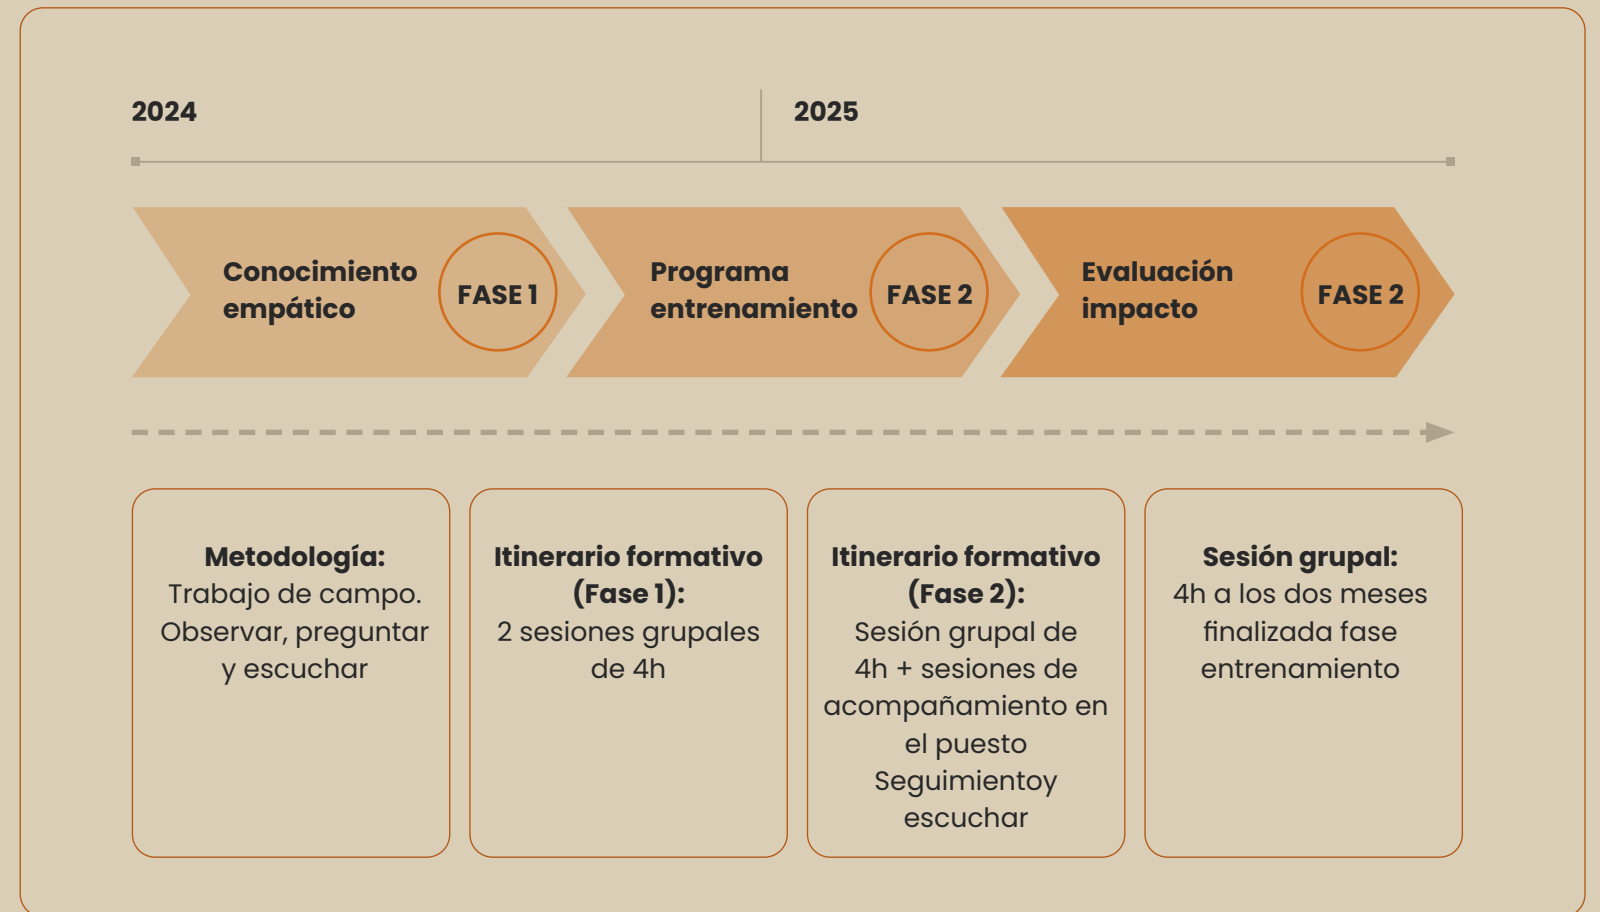 2024
2025
Conocimiento
empático
FASE 1
Programa
entrenamiento
FASE 2
Evaluación
impacto
FASE 2
Metodología:
Trabajo de campo.
Observar, preguntar
y escuchar
Itinerario formativo
(Fase 1):
2 sesiones grupales
de 4h
Itinerario formativo
(Fase 2):
Sesión grupal de
4h + sesiones de
acompañamiento en
el puesto
Seguimientoy
escuchar
Sesión grupal:
4h a los dos meses
finalizada fase
entrenamiento